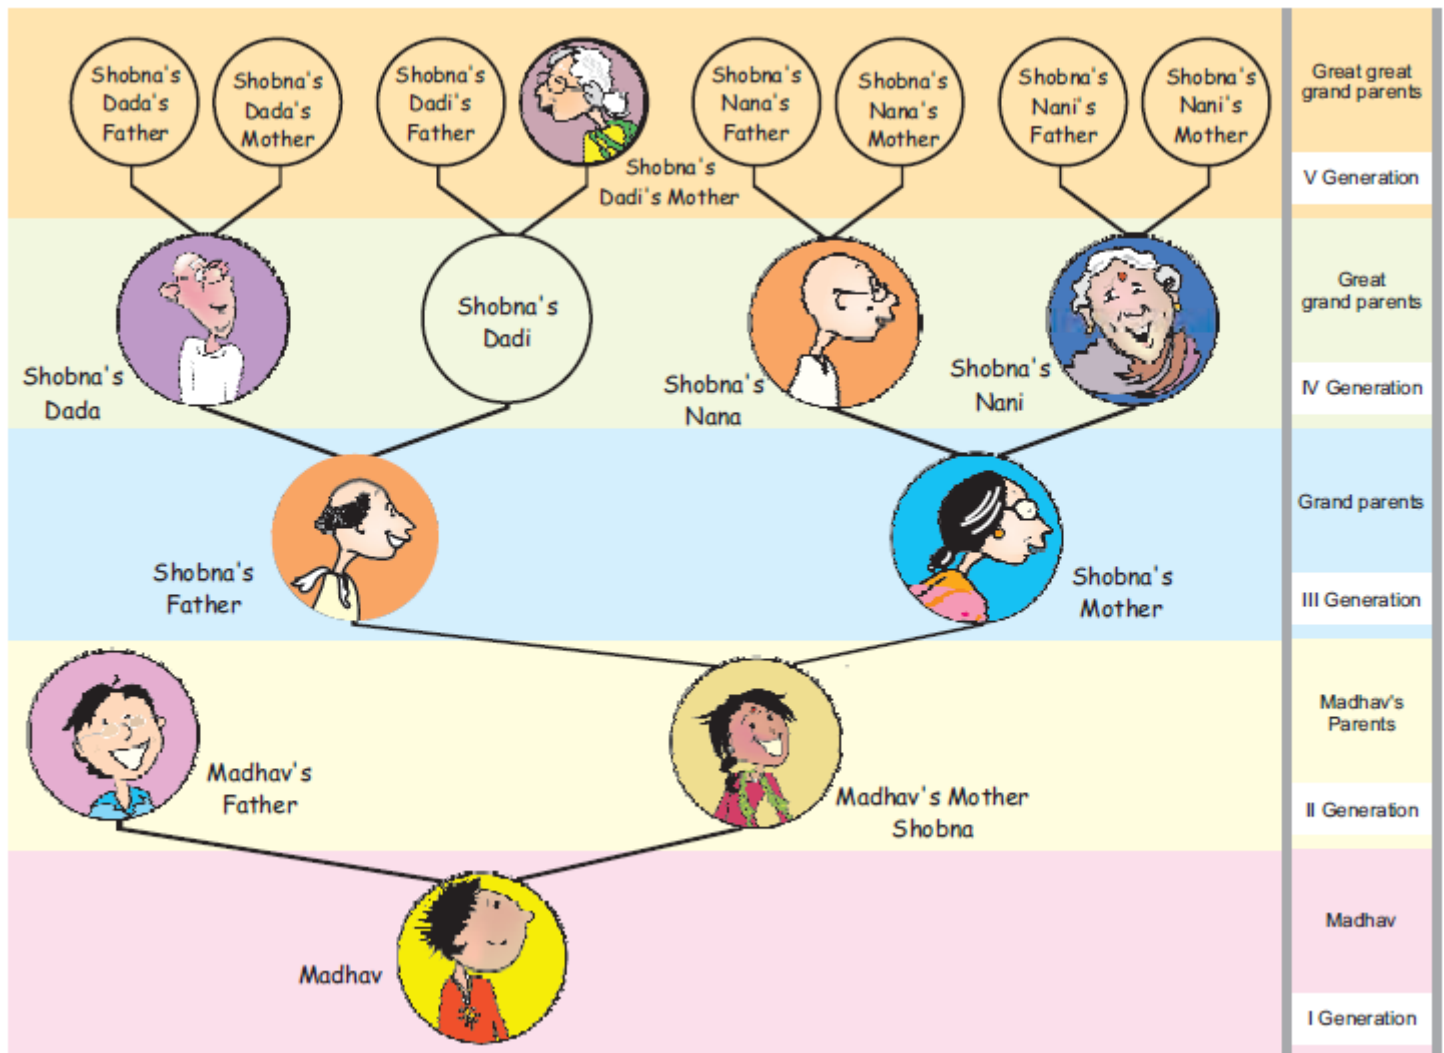 Shobna's
Dada's
Father
Shobna's
Dada's
Mother
Shobna's
Dadi's
Father
Shobna's
Dadi's Mother
Shobna's
Nana's
Father
Shobna's
Nana's
Mother
Shobna's
Nani's
Father
Shobna's
Nani's
Mother
Great great
grand parents
V Generation
Shobna's
Dada
Shobna's
Dadi
Shobna's
Nana
Shobna's
Nani
Great
grand parents
IV Generation
Shobna's
Father
Shobna's
Mother
Grand parents
III Generation
Madhav's
Father
Madhav's Mother
Shobna
Madhav's
Parents
II Generation
Madhav
Madhav
I Generation